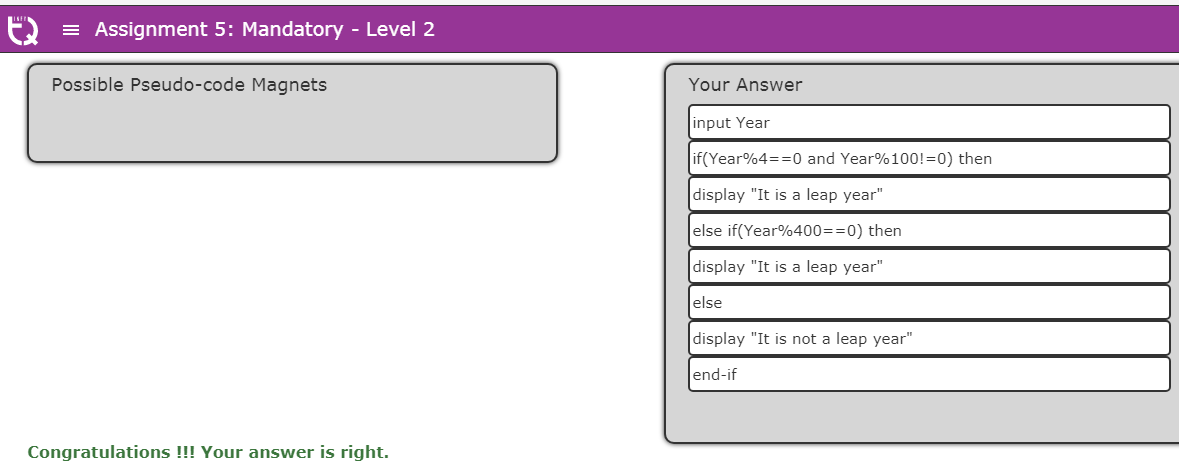 Assignment 5: Mandatory - Level 2
Possible Pseudo-code Magnets
Your Answer
input Year
if(Year%4==0 and Year%100!=0) then
display "It is a leap year"
else if(Year%400==0) then
display "It is a leap year"
else
display "It is not a leap year"
end-if
Congratulations !!! Your answer is right.